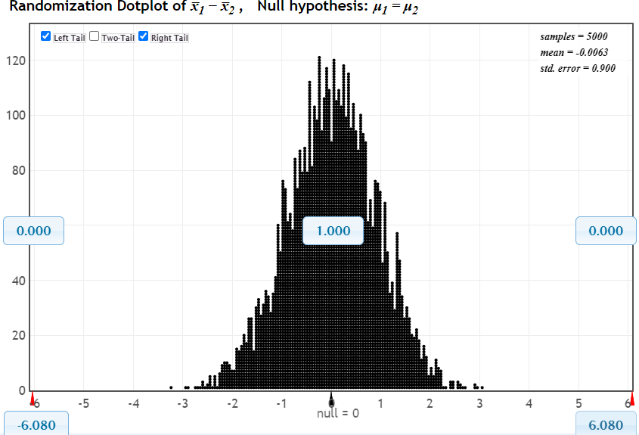 Randomization Dotplot of x̄₁ − x̄₂ , Null hypothesis: μ₁ = μ₂
Left Tail Two-Tail Right Tail
samples = 5000
mean = -0.0063
std. error = 0.900
120
100
80
0.000 1.000 0.000
40
20
0
-6 -5 -4 -3 -2 -1 0 1 2 3 4 5 6
null = 0
-6.080 6.080